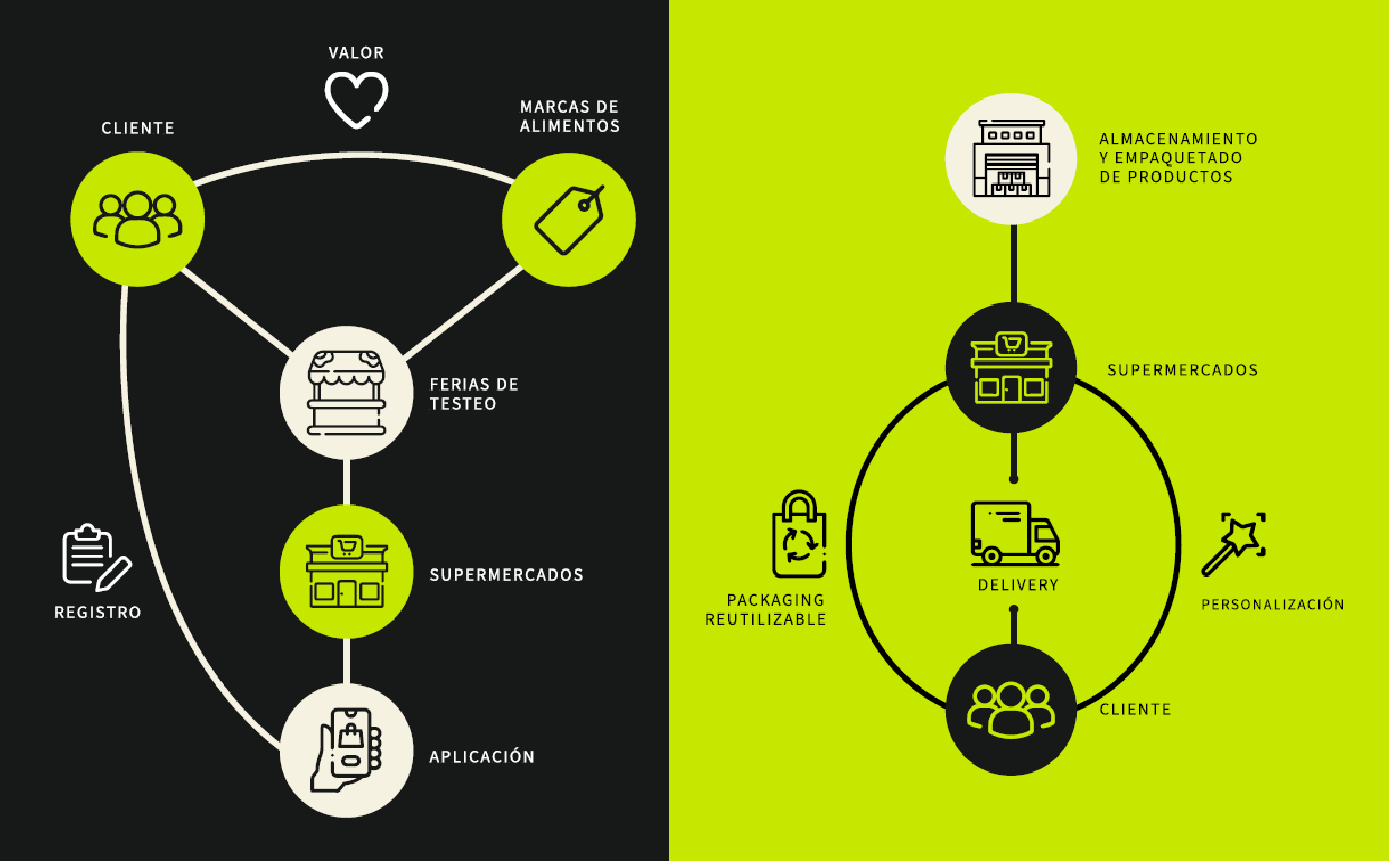 VALOR
CLIENTE
MARCAS DE
ALIMENTOS
FERIAS DE
TESTEO
SUPERMERCADOS
REGISTRO
APLICACIÓN
ALMACENAMIENTO
Y EMPAQUETADO
DE PRODUCTOS
SUPERMERCADOS
DELIVERY
PACKAGING
REUTILIZABLE
PERSONALIZACIÓN
CLIENTE